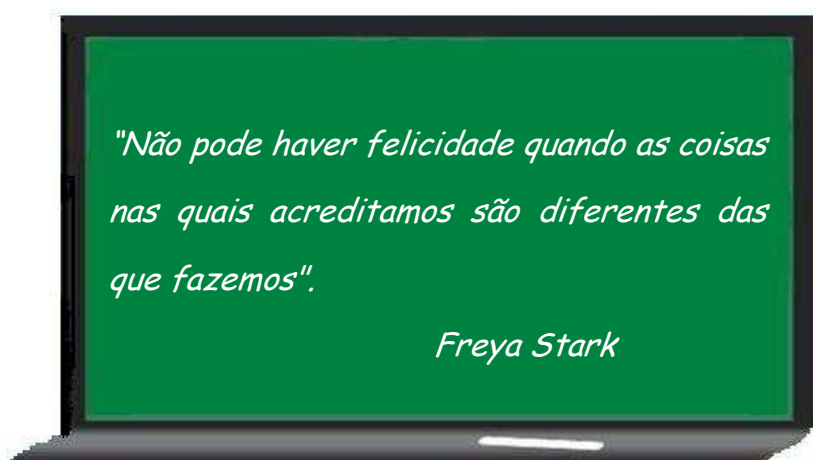 "Não pode haver felicidade quando as coisas
nas quais acreditamos são diferentes das
que fazemos".
Freya Stark